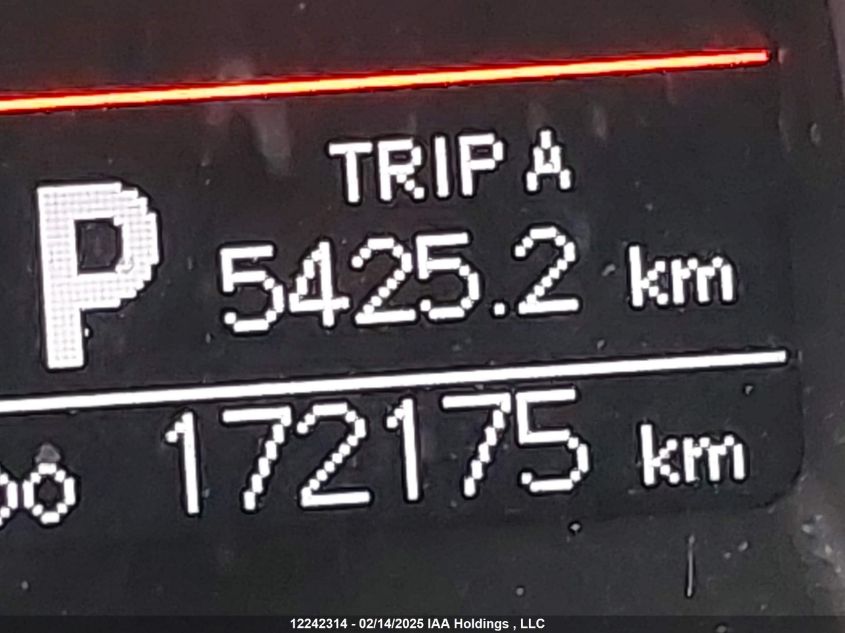 TRIP A
P 5425.2 km
172175 km
12242314 - 02/14/2025 IAA Holdings , LLC